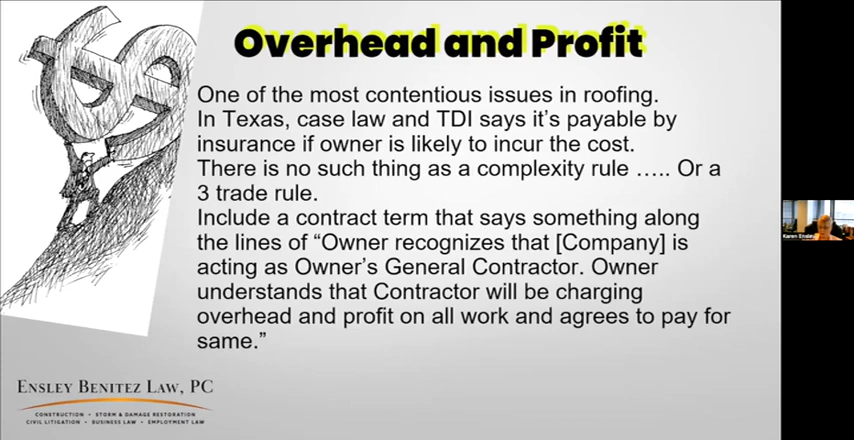 Overhead and Profit
One of the most contentious issues in roofing.
In Texas, case law and TDI says it's payable by
insurance if owner is likely to incur the cost.
There is no such thing as a complexity rule ….. Or a
3 trade rule.
Include a contract term that says something along
the lines of “Owner recognizes that [Company] is
acting as Owner's General Contractor. Owner
understands that Contractor will be charging
overhead and profit on all work and agrees to pay for
same.”
Karen Ensley
ENSLEY BENITEZ LAW, PC
CONSTRUCTION • STORM & DAMAGE RESTORATION
CIVIL LITIGATION • BUSINESS LAW • EMPLOYMENT LAW